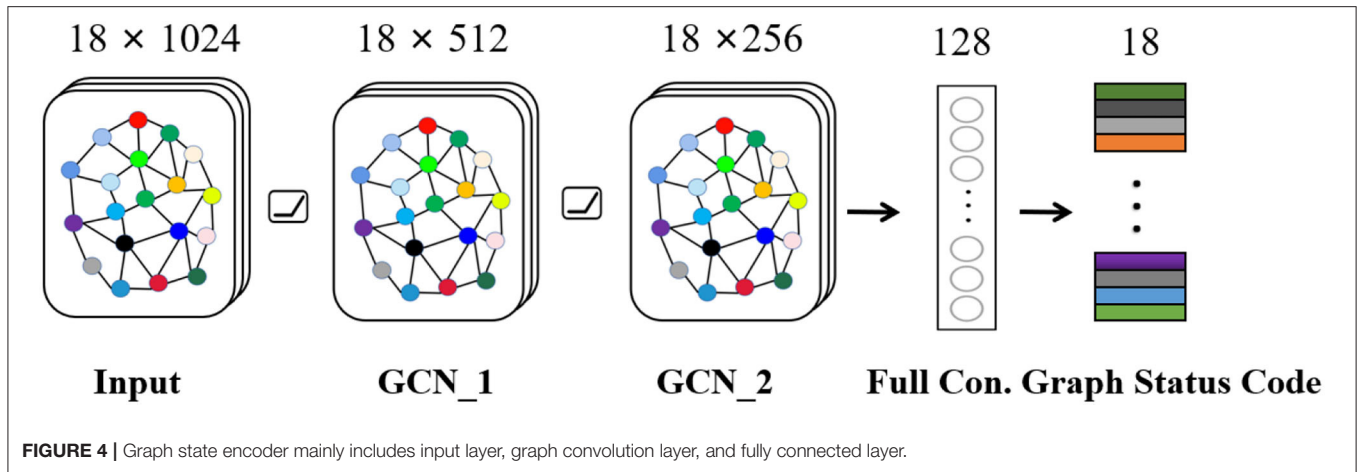 18 × 1024 18 × 512 18 ×256 128 18
Input GCN_1 GCN_2 Full Con. Graph Status Code
FIGURE 4 | Graph state encoder mainly includes input layer, graph convolution layer, and fully connected layer.